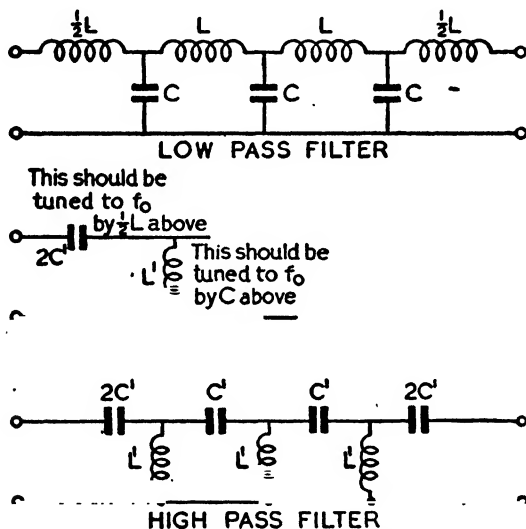 ½L L L ½L
C C C
LOW PASS FILTER
This should be
tuned to f₀
by ½L above
2C'
L'
This should be
tuned to f₀
by C above
2C' C' C' 2C'
L' L' L'
HIGH PASS FILTER